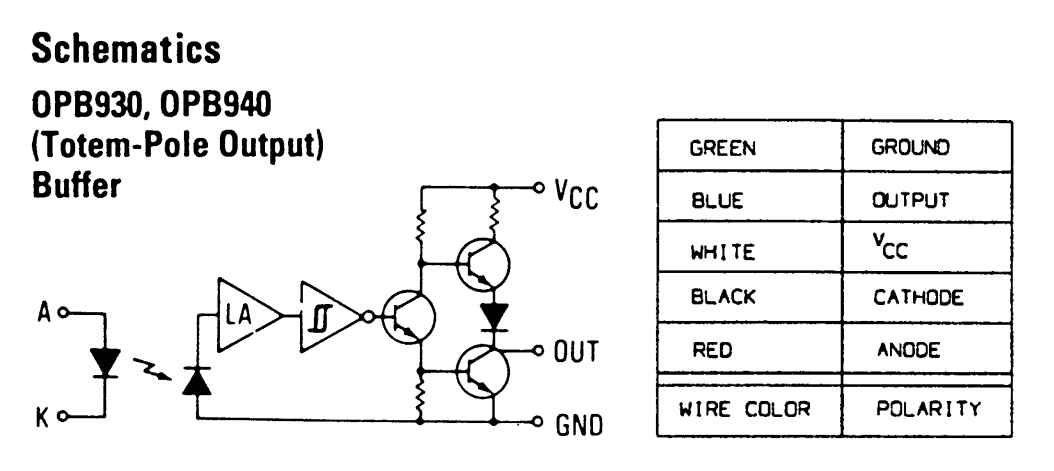 Schematics
OPB930, OPB940
(Totem-Pole Output)
Buffer
VCC
A
LA
OUT
K
GND
GREEN GROUND
BLUE OUTPUT
WHITE VCC
BLACK CATHODE
RED ANODE
WIRE COLOR POLARITY